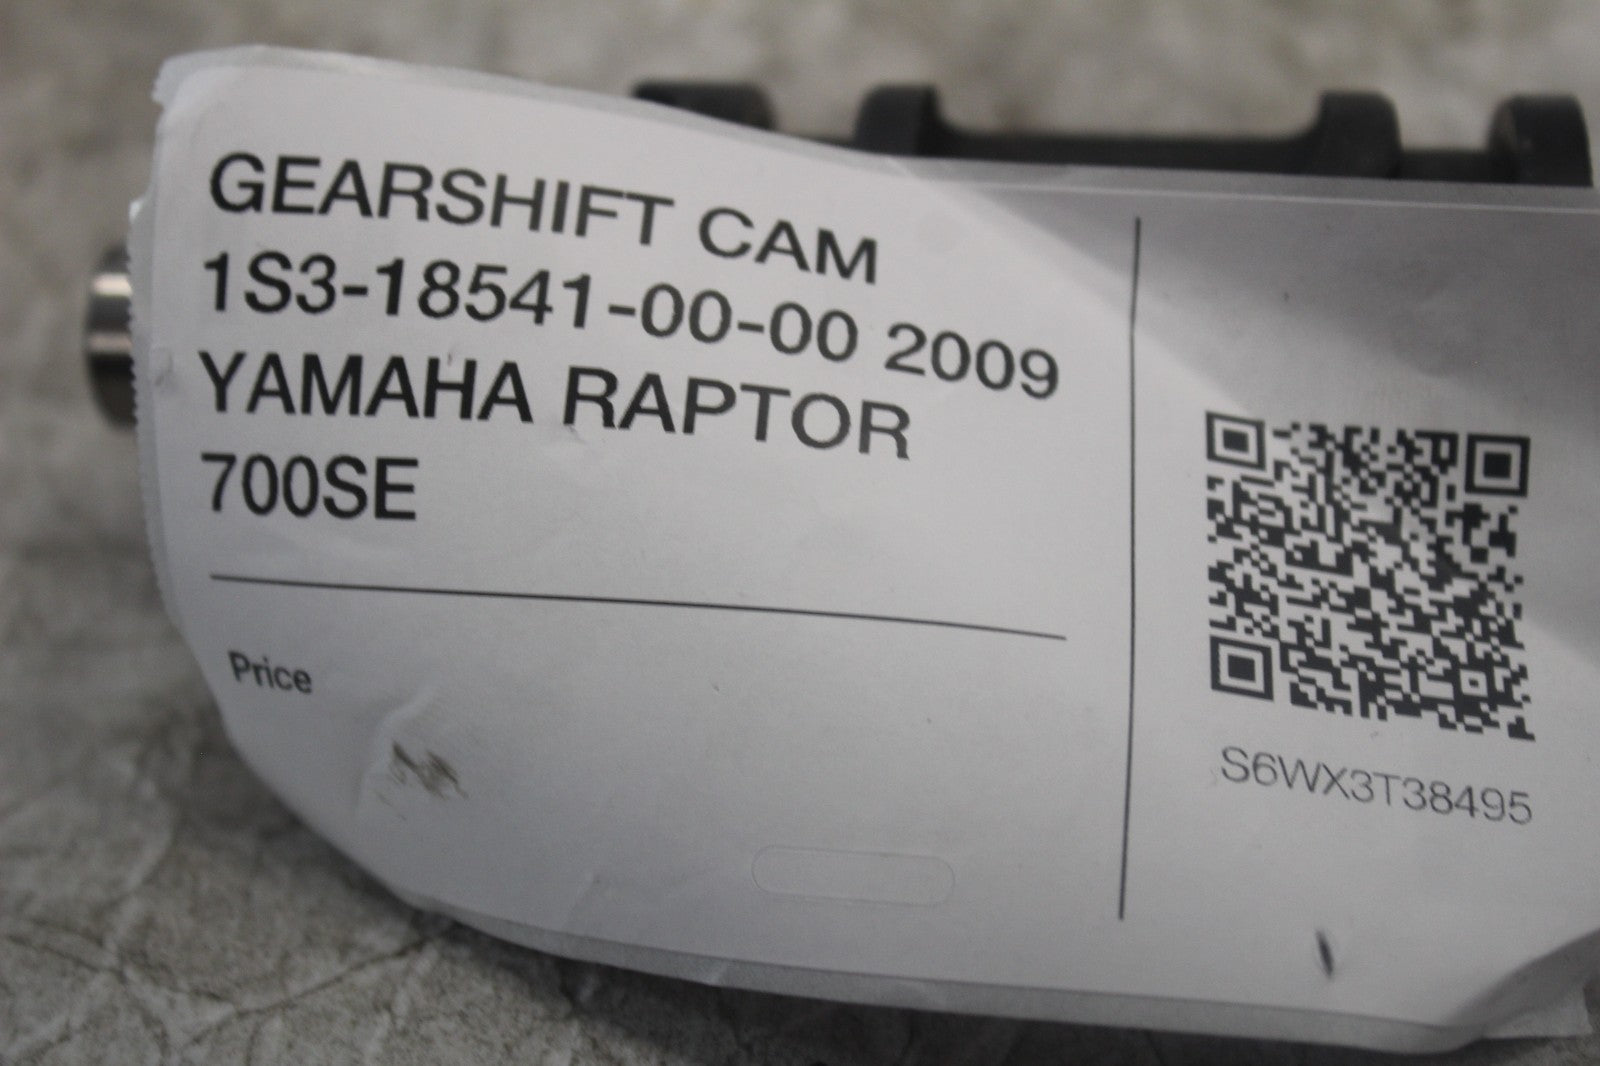 GEARSHIFT CAM
1S3-18541-00-00 2009
YAMAHA RAPTOR
700SE
Price
S6WX3T38495